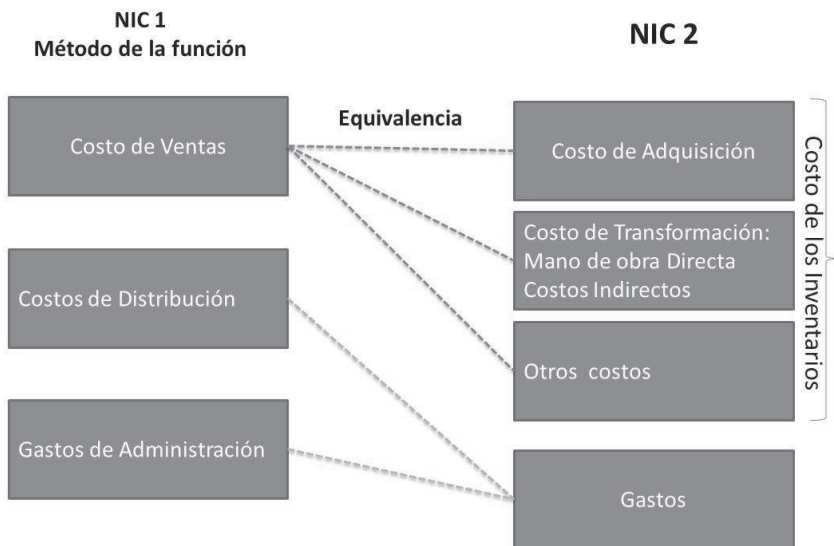 NIC 1
Método de la función
NIC 2
Equivalencia
Costo de Ventas
Costos de Distribución
Gastos de Administración
Costo de Adquisición
Costo de Transformación:
Mano de obra Directa
Costos Indirectos
Otros costos
Gastos
Costo de los Inventarios